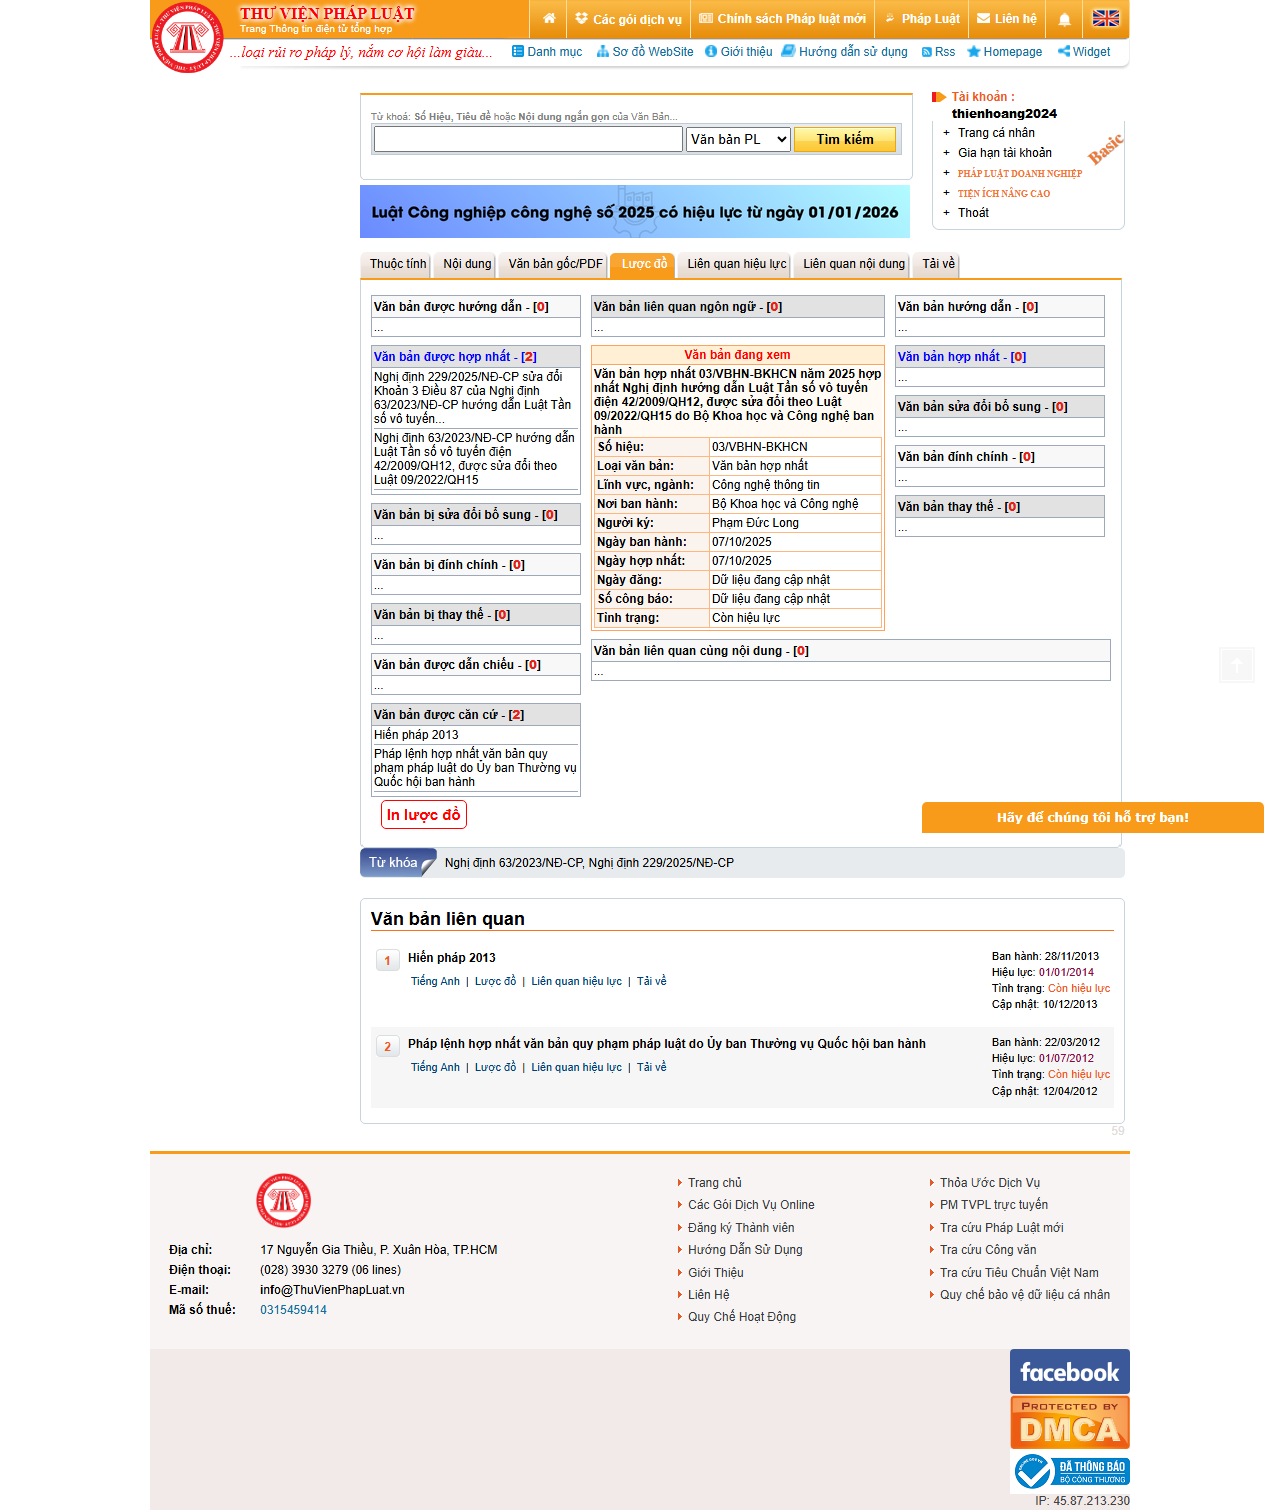 THƯ VIỆN PHÁP LUẬT
Trang Thông tin điện tử tổng hợp
Các gói dịch vụ
Chính sách Pháp luật mới
Pháp Luật
Liên hệ
...loại rủi ro pháp lý, nắm cơ hội làm giàu...
Danh mục
Sơ đồ WebSite
Giới thiệu
Hướng dẫn sử dụng
Rss
Homepage
Widget
Từ khoá: Số Hiệu, Tiêu đề hoặc Nội dung ngắn gọn của Văn Bản...
Văn bản PL
Tìm kiếm
Tài khoản :
thienhoang2024
+ Trang cá nhân
+ Gia hạn tài khoản
+ PHÁP LUẬT DOANH NGHIỆP
+ TIỆN ÍCH NÂNG CAO
+ Thoát
Basic
Luật Công nghiệp công nghệ số 2025 có hiệu lực từ ngày 01/01/2026
Thuộc tính
Nội dung
Văn bản gốc/PDF
Lược đồ
Liên quan hiệu lực
Liên quan nội dung
Tải về
Văn bản được hướng dẫn - [0]
...
Văn bản được hợp nhất - [2]
Nghị định 229/2025/NĐ-CP sửa đổi
Khoản 3 Điều 87 của Nghị định
63/2023/NĐ-CP hướng dẫn Luật Tần
số vô tuyến...
Nghị định 63/2023/NĐ-CP hướng dẫn
Luật Tần số vô tuyến điện
42/2009/QH12, được sửa đổi theo
Luật 09/2022/QH15
Văn bản bị sửa đổi bổ sung - [0]
...
Văn bản bị đính chính - [0]
...
Văn bản bị thay thế - [0]
...
Văn bản được dẫn chiếu - [0]
...
Văn bản được căn cứ - [2]
Hiến pháp 2013
Pháp lệnh hợp nhất văn bản quy
phạm pháp luật do Ủy ban Thường vụ
Quốc hội ban hành
In lược đồ
Văn bản liên quan ngôn ngữ - [0]
...
Văn bản đang xem
Văn bản hợp nhất 03/VBHN-BKHCN năm 2025 hợp
nhất Nghị định hướng dẫn Luật Tần số vô tuyến
điện 42/2009/QH12, được sửa đổi theo Luật
09/2022/QH15 do Bộ Khoa học và Công nghệ ban
hành
Số hiệu: 03/VBHN-BKHCN
Loại văn bản: Văn bản hợp nhất
Lĩnh vực, ngành: Công nghệ thông tin
Nơi ban hành: Bộ Khoa học và Công nghệ
Người ký: Phạm Đức Long
Ngày ban hành: 07/10/2025
Ngày hợp nhất: 07/10/2025
Ngày đăng: Dữ liệu đang cập nhật
Số công báo: Dữ liệu đang cập nhật
Tình trạng: Còn hiệu lực
Văn bản liên quan cùng nội dung - [0]
...
Văn bản hướng dẫn - [0]
...
Văn bản hợp nhất - [0]
...
Văn bản sửa đổi bổ sung - [0]
...
Văn bản đính chính - [0]
...
Văn bản thay thế - [0]
...
Hãy để chúng tôi hỗ trợ bạn!
Từ khóa
Nghị định 63/2023/NĐ-CP, Nghị định 229/2025/NĐ-CP
Văn bản liên quan
1
Hiến pháp 2013
Tiếng Anh | Lược đồ | Liên quan hiệu lực | Tải về
Ban hành: 28/11/2013
Hiệu lực: 01/01/2014
Tình trạng: Còn hiệu lực
Cập nhật: 10/12/2013
2
Pháp lệnh hợp nhất văn bản quy phạm pháp luật do Ủy ban Thường vụ Quốc hội ban hành
Tiếng Anh | Lược đồ | Liên quan hiệu lực | Tải về
Ban hành: 22/03/2012
Hiệu lực: 01/07/2012
Tình trạng: Còn hiệu lực
Cập nhật: 12/04/2012
59
Địa chỉ: 17 Nguyễn Gia Thiều, P. Xuân Hòa, TP.HCM
Điện thoại: (028) 3930 3279 (06 lines)
E-mail: info@ThuVienPhapLuat.vn
Mã số thuế: 0315459414
Trang chủ
Các Gói Dịch Vụ Online
Đăng ký Thành viên
Hướng Dẫn Sử Dụng
Giới Thiệu
Liên Hệ
Quy Chế Hoạt Động
Thỏa Ước Dịch Vụ
PM TVPL trực tuyến
Tra cứu Pháp Luật mới
Tra cứu Công văn
Tra cứu Tiêu Chuẩn Việt Nam
Quy chế bảo vệ dữ liệu cá nhân
facebook
PROTECTED BY
DMCA
ĐÃ THÔNG BÁO
BỘ CÔNG THƯƠNG
IP: 45.87.213.230